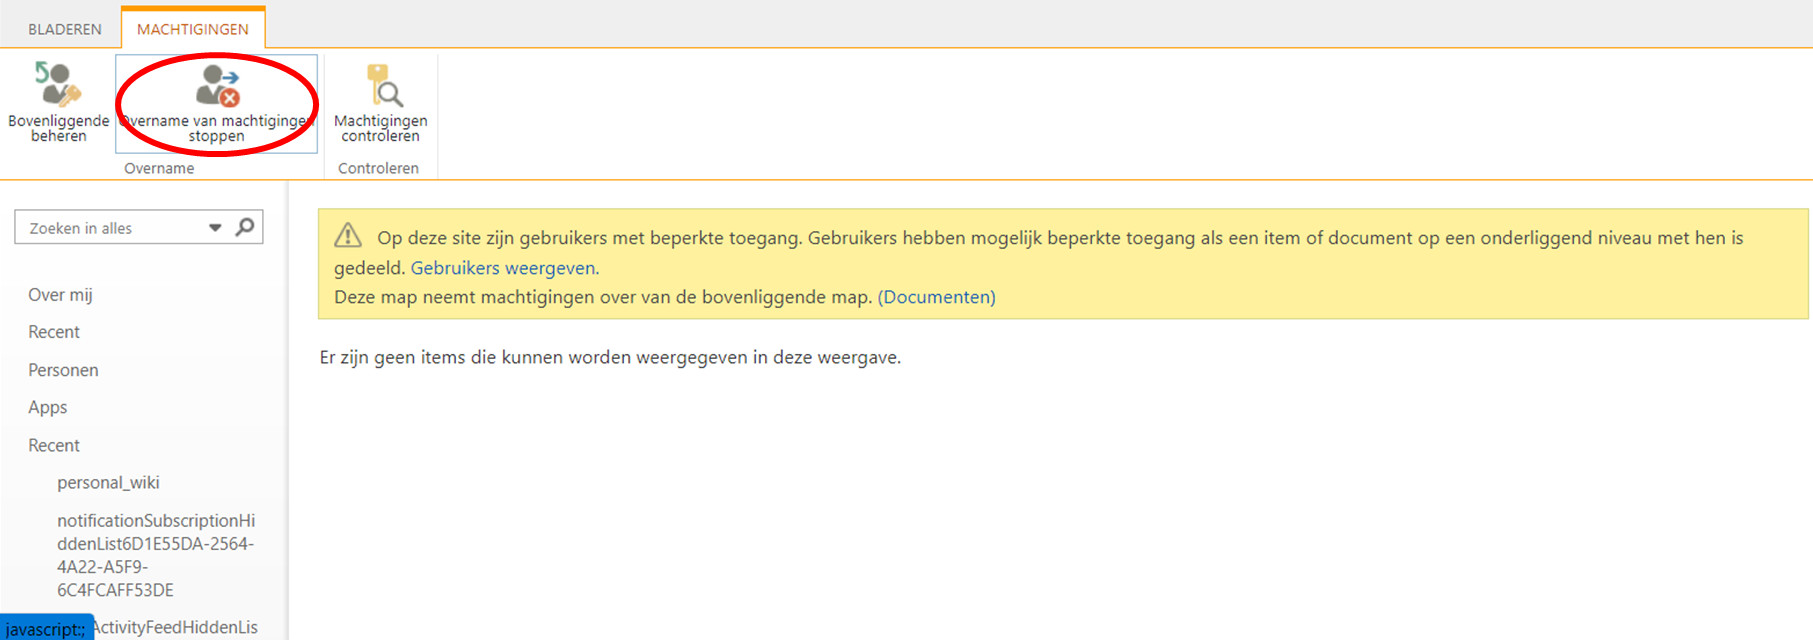 BLADEREN
MACHTIGINGEN
Bovenliggende
beheren
Overname van machtigingen
stoppen
Machtigingen
controleren
Overname
Controleren
Zoeken in alles
Op deze site zijn gebruikers met beperkte toegang. Gebruikers hebben mogelijk beperkte toegang als een item of document op een onderliggend niveau met hen is
gedeeld. Gebruikers weergeven.
Deze map neemt machtigingen over van de bovenliggende map. (Documenten)
Er zijn geen items die kunnen worden weergegeven in deze weergave.
Over mij
Recent
Personen
Apps
Recent
personal_wiki
notificationSubscriptionHi
ddenList6D1E55DA-2564-
4A22-A5F9-
6C4FCAFF53DE
ActivityFeedHiddenLis
javascript:;